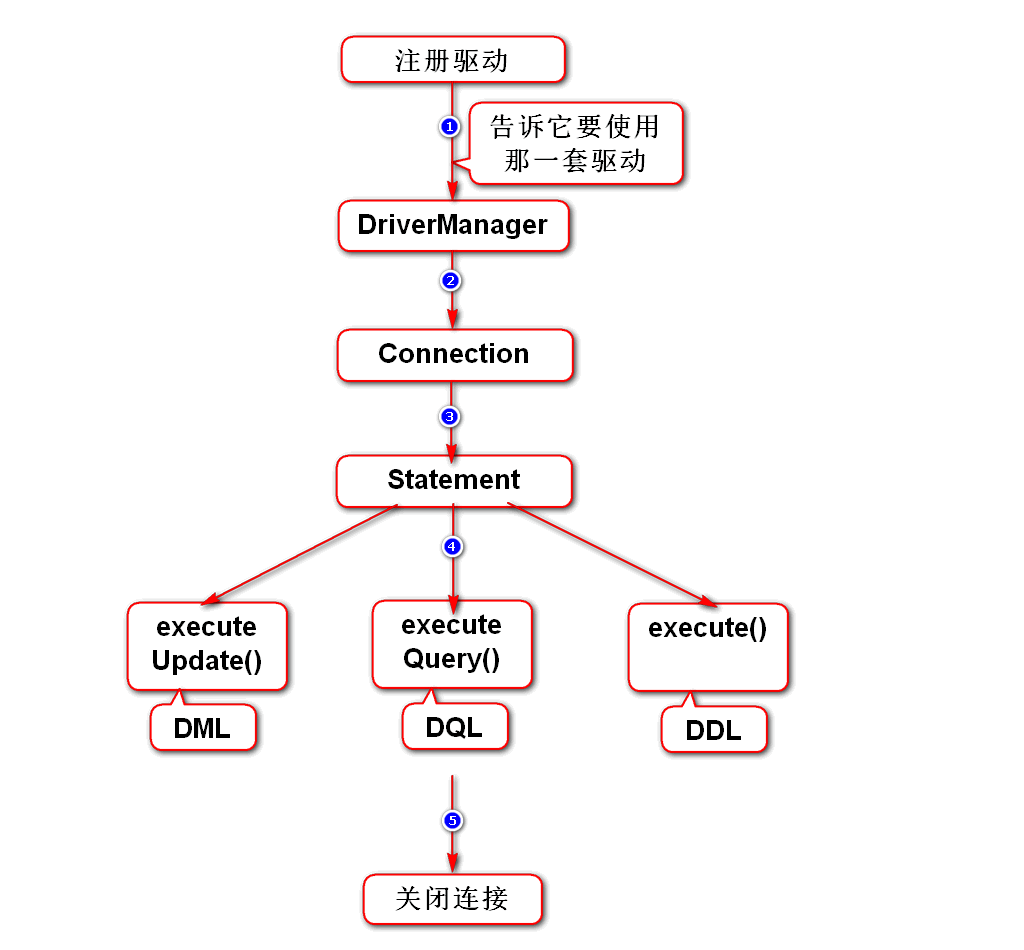 注册驱动
1
告诉它要使用
那一套驱动
DriverManager
2
Connection
3
Statement
4
execute
Update()
execute
Query()
execute()
DML
DQL
DDL
5
关闭连接